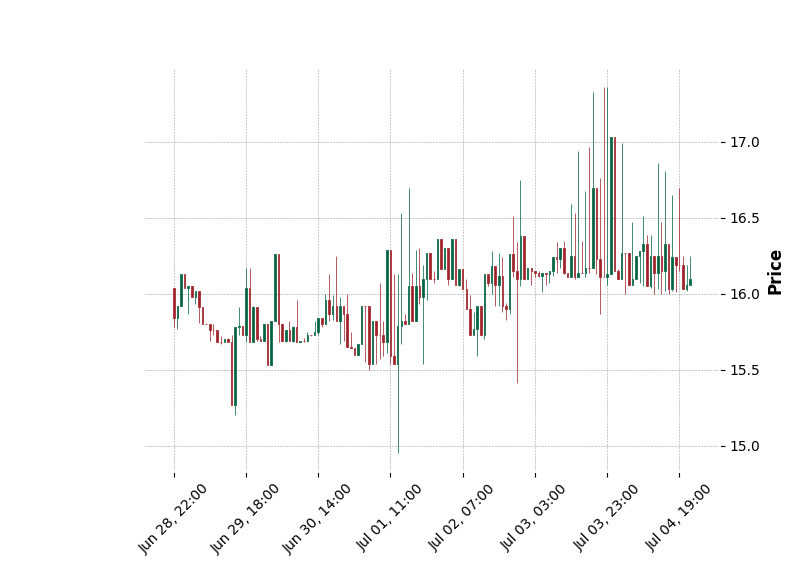 17.0
16.5
16.0
15.5
15.0
Price
Jun 28, 22:00
Jun 29, 18:00
Jun 30, 14:00
Jul 01, 11:00
Jul 02, 07:00
Jul 03, 03:00
Jul 03, 23:00
Jul 04, 19:00